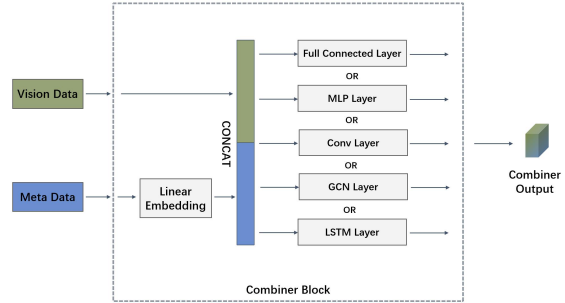 Vision Data
Meta Data
Linear
Embedding
CONCAT
Full Connected Layer
OR
MLP Layer
OR
Conv Layer
OR
GCN Layer
OR
LSTM Layer
Combiner
Output
Combiner Block